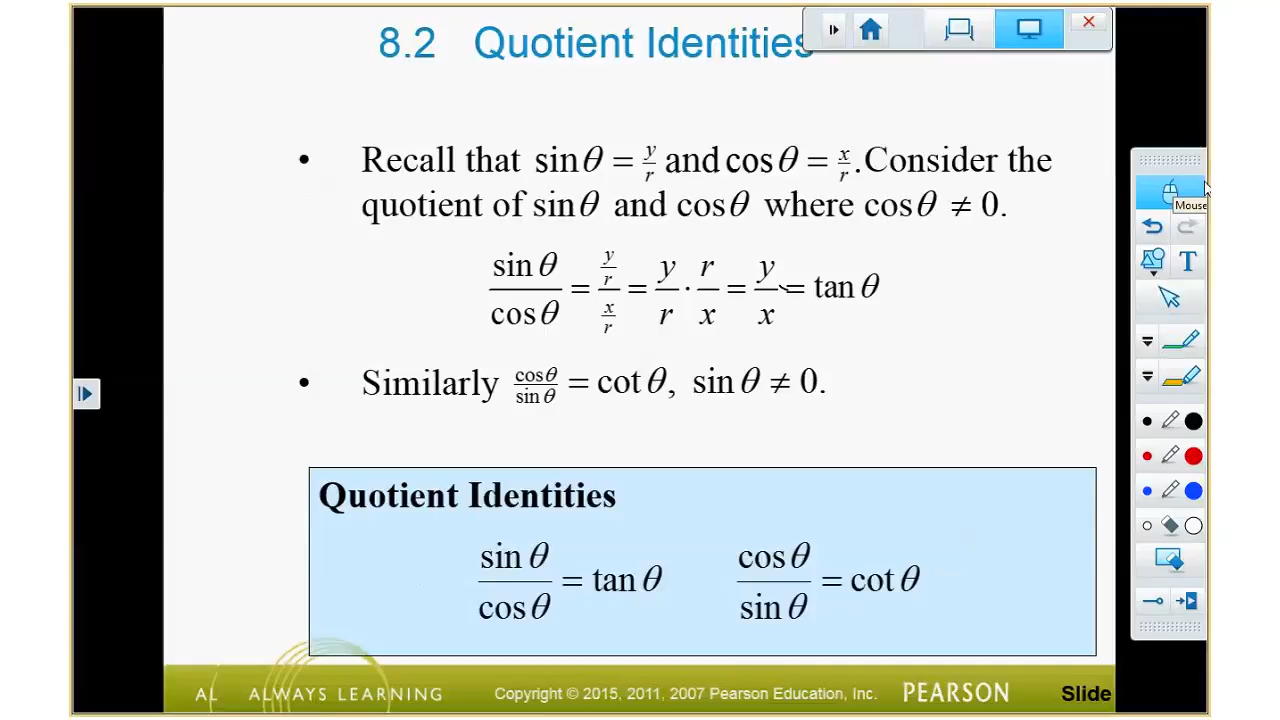 8.2 Quotient Identities
• Recall that sin θ = y/r and cos θ = x/r. Consider the
quotient of sin θ and cos θ where cos θ ≠ 0.
sin θ / cos θ = (y/r) / (x/r) = y/r · r/x = y/x = tan θ
• Similarly cos θ / sin θ = cot θ, sin θ ≠ 0.
Quotient Identities
sin θ / cos θ = tan θ    cos θ / sin θ = cot θ
AL ALWAYS LEARNING Copyright © 2015, 2011, 2007 Pearson Education, Inc. PEARSON Slide
Mouse
T